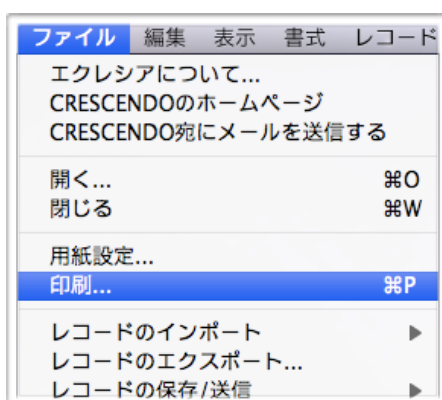 ファイル 編集 表示 書式 レコード
エクレシアについて...
CRESCENDOのホームページ
CRESCENDO宛にメールを送信する
開く... ⌘O
閉じる ⌘W
用紙設定...
印刷... ⌘P
レコードのインポート ▶
レコードのエクスポート...
レコードの保存/送信 ▶